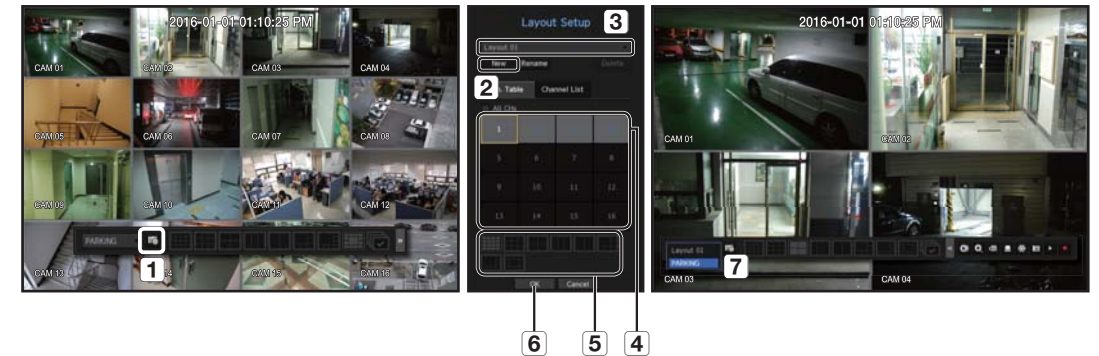 2016-01-01 01:10:25 PM
CAM 01
CAM 02
CAM 03
CAM 04
CAM 05
CAM 06
CAM 07
CAM 08
CAM 09
CAM 10
CAM 11
CAM 12
PARKING
1
CAM 13
14
CAM 15
CAM 16
Layout Setup
3
Layout 01
New Rename Delete
2
Table Channel List
All CHs
1
5 6 7 8
9 10 11 12
13 14 15 16
OK Cancel
6 5 4
2016-01-01 01:10:25 PM
CAM 01
CAM 02
Layout 01
PARKING
7
CAM 03
CAM 04